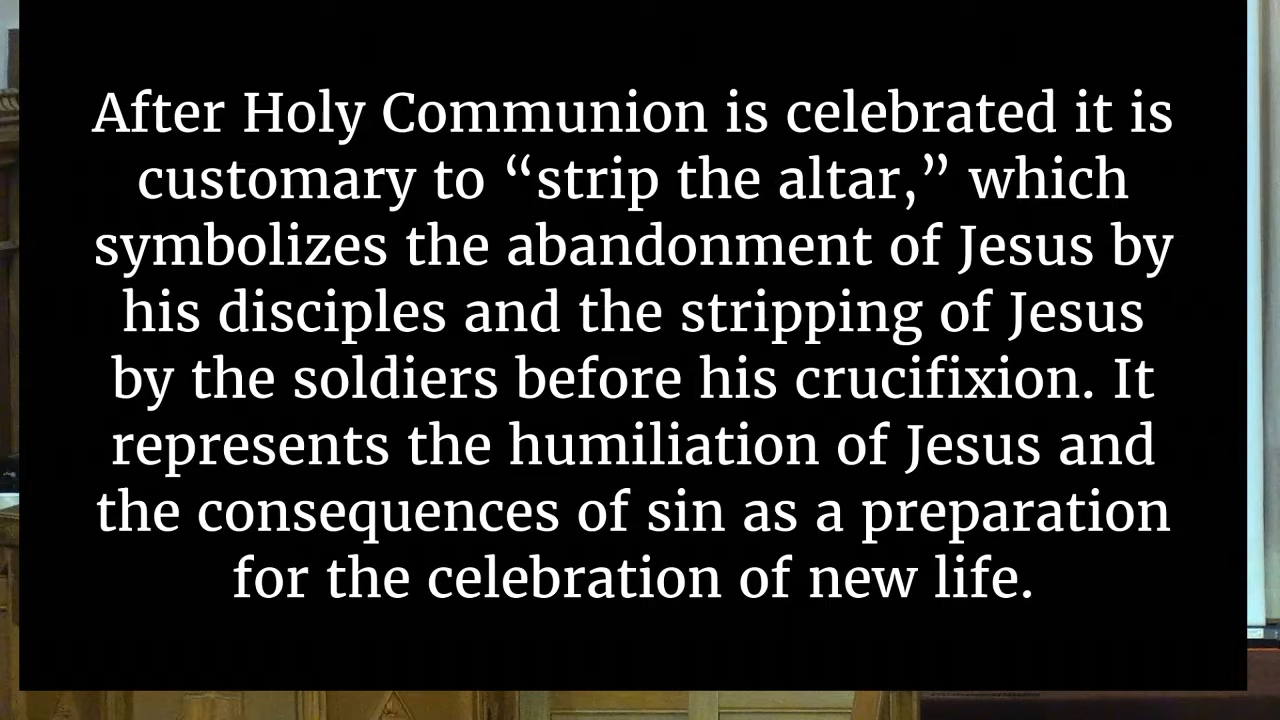 After Holy Communion is celebrated it is
customary to “strip the altar,” which
symbolizes the abandonment of Jesus by
his disciples and the stripping of Jesus
by the soldiers before his crucifixion. It
represents the humiliation of Jesus and
the consequences of sin as a preparation
for the celebration of new life.